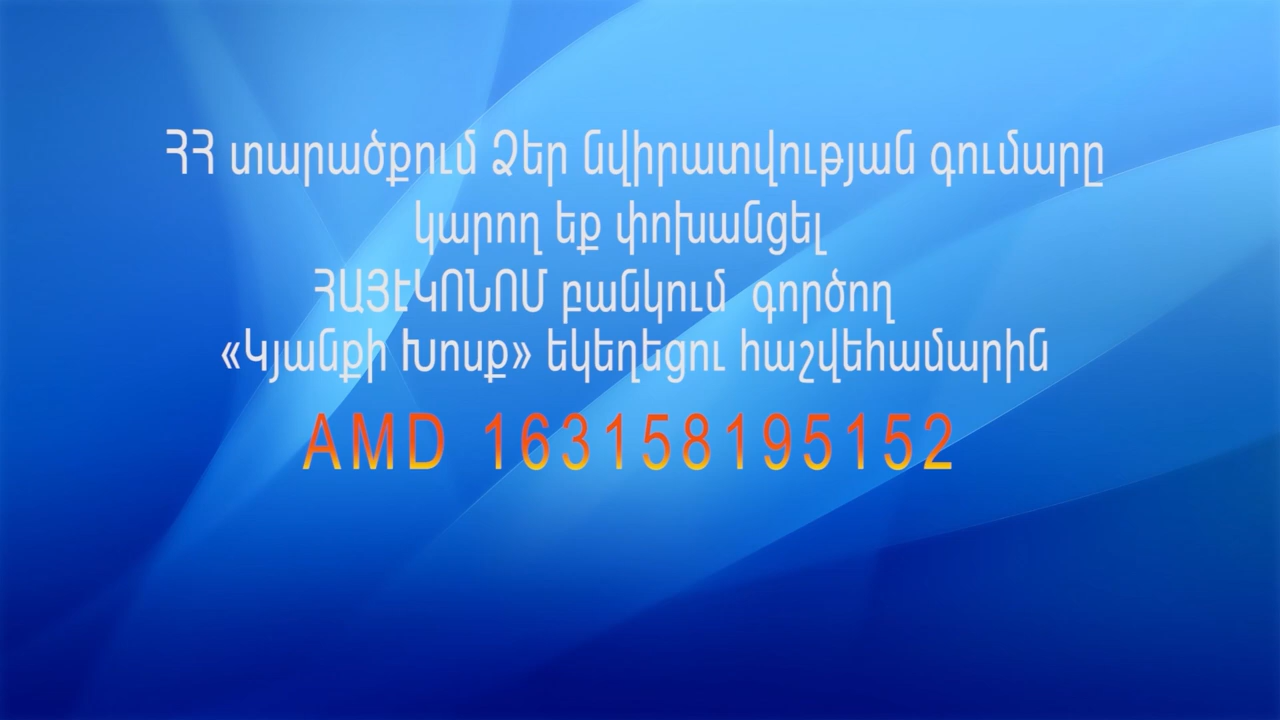 ՀՀ տարածքում Ձեր նվիրատվության գումարը
կարող եք փոխանցել
ՀԱՅԷԿՈՆՈՄ բանկում գործող
«Կյանքի Խոսք» եկեղեցու հաշվեհամարին
AMD 163158195152